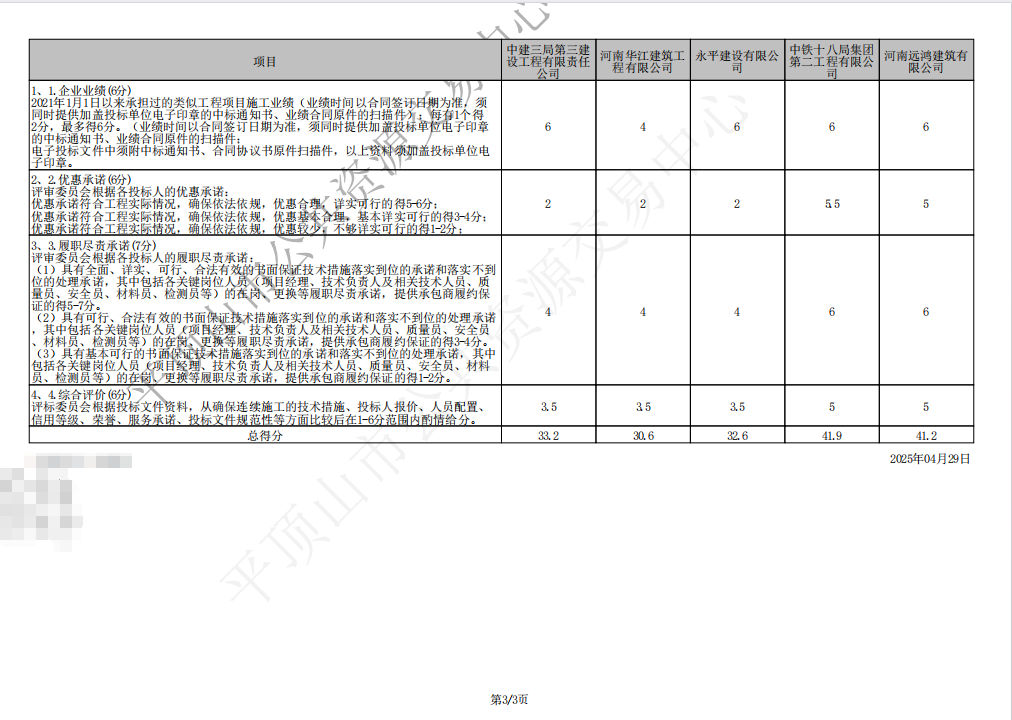 项目
中建三局第三建
设工程有限责任
公司
河南华江建筑工
程有限公司
永平建设有限公
司
中铁十八局集团
第二工程有限公
司
河南远鸿建筑有
限公司
1、1.企业业绩(6分)
2021年1月1日以来承担过的类似工程项目施工业绩（业绩时间以合同签订日期为准，须
同时提供加盖投标单位电子印章的中标通知书、业绩合同原件的扫描件）；每有1个得
2分，最多得6分。（业绩时间以合同签订日期为准，须同时提供加盖投标单位电子印章
的中标通知书、业绩合同原件的扫描件；
电子投标文件中须附中标通知书、合同协议书原件扫描件，以上资料须加盖投标单位电
子印章。
6
4
6
6
6
2、2.优惠承诺(6分)
评审委员会根据各投标人的优惠承诺：
优惠承诺符合工程实际情况，确保依法依规，优惠合理，详实可行的得5-6分；
优惠承诺符合工程实际情况，确保依法依规，优惠基本合理，基本详实可行的得3-4分；
优惠承诺符合工程实际情况，确保依法依规，优惠较少，不够详实可行的得1-2分；
2
2
2
5.5
5
3、3.履职尽责承诺(7分)
评审委员会根据各投标人的履职尽责承诺：
（1）具有全面、详实、可行、合法有效的书面保证技术措施落实到位的承诺和落实不到
位的处理承诺，其中包括各关键岗位人员（项目经理、技术负责人及相关技术人员、质
量员、安全员、材料员、检测员等）的在岗、更换等履职尽责承诺，提供承包商履约保
证的得5-7分。
（2）具有可行、合法有效的书面保证技术措施落实到位的承诺和落实不到位的处理承诺
，其中包括各关键岗位人员（项目经理、技术负责人及相关技术人员、质量员、安全员
、材料员、检测员等）的在岗、更换等履职尽责承诺，提供承包商履约保证的得3-4分。
（3）具有基本可行的书面保证技术措施落实到位的承诺和落实不到位的处理承诺，其中
包括各关键岗位人员（项目经理、技术负责人及相关技术人员、质量员、安全员、材料
员、检测员等）的在岗、更换等履职尽责承诺，提供承包商履约保证的得1-2分。
4
4
4
6
6
4、4.综合评价(6分)
评标委员会根据投标文件资料，从确保连续施工的技术措施、投标人报价、人员配置、
信用等级、荣誉、服务承诺、投标文件规范性等方面比较后在1-6分范围内酌情给分。
3.5
3.5
3.5
5
5
总得分
33.2
30.6
32.6
41.9
41.2
2025年04月29日
平顶山市公共资源交易中心
平顶山市公共资源交易中心
第3/3页